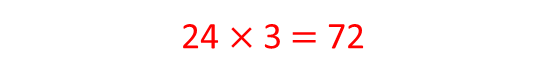 24 × 3 = 72